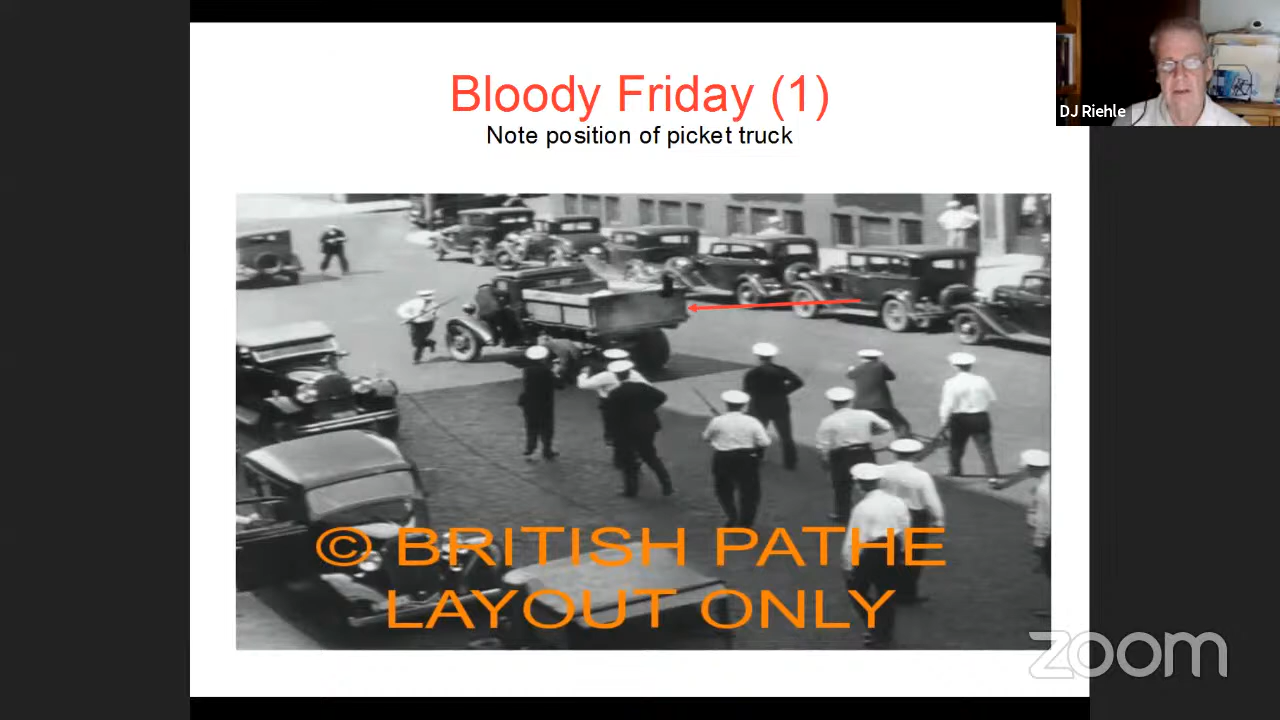 Bloody Friday (1)
Note position of picket truck
DJ Riehle
© BRITISH PATHE
LAYOUT ONLY
zoom